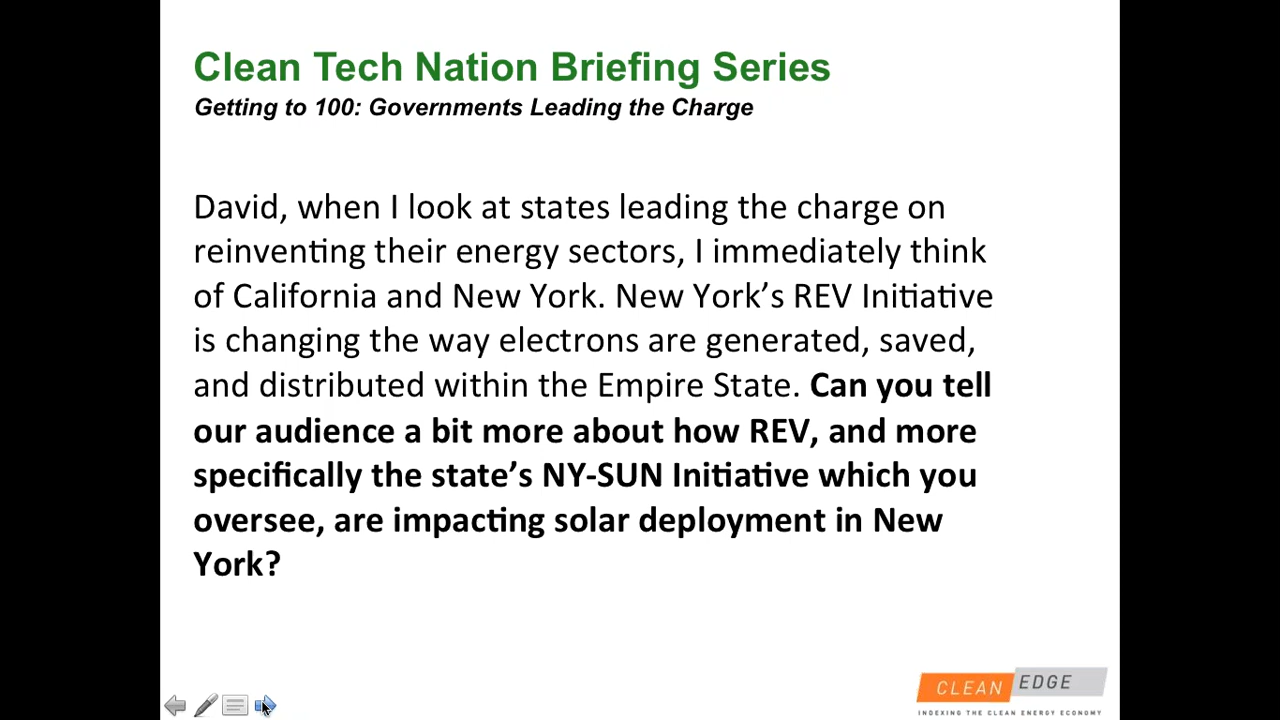 Clean Tech Nation Briefing Series
Getting to 100: Governments Leading the Charge
David, when I look at states leading the charge on
reinventing their energy sectors, I immediately think
of California and New York. New York’s REV Initiative
is changing the way electrons are generated, saved,
and distributed within the Empire State. Can you tell
our audience a bit more about how REV, and more
specifically the state’s NY-SUN Initiative which you
oversee, are impacting solar deployment in New
York?
CLEAN EDGE
INDEXING THE CLEAN ENERGY ECONOMY